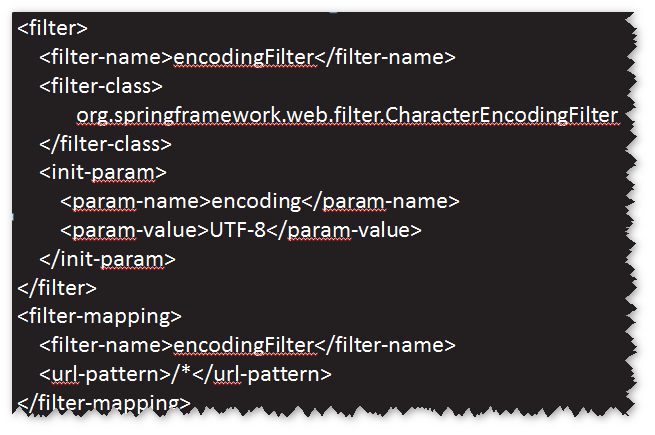 <filter>
<filter-name>encodingFilter</filter-name>
<filter-class>
org.springframework.web.filter.CharacterEncodingFilter
</filter-class>
<init-param>
<param-name>encoding</param-name>
<param-value>UTF-8</param-value>
</init-param>
</filter>
<filter-mapping>
<filter-name>encodingFilter</filter-name>
<url-pattern>/*</url-pattern>
</filter-mapping>